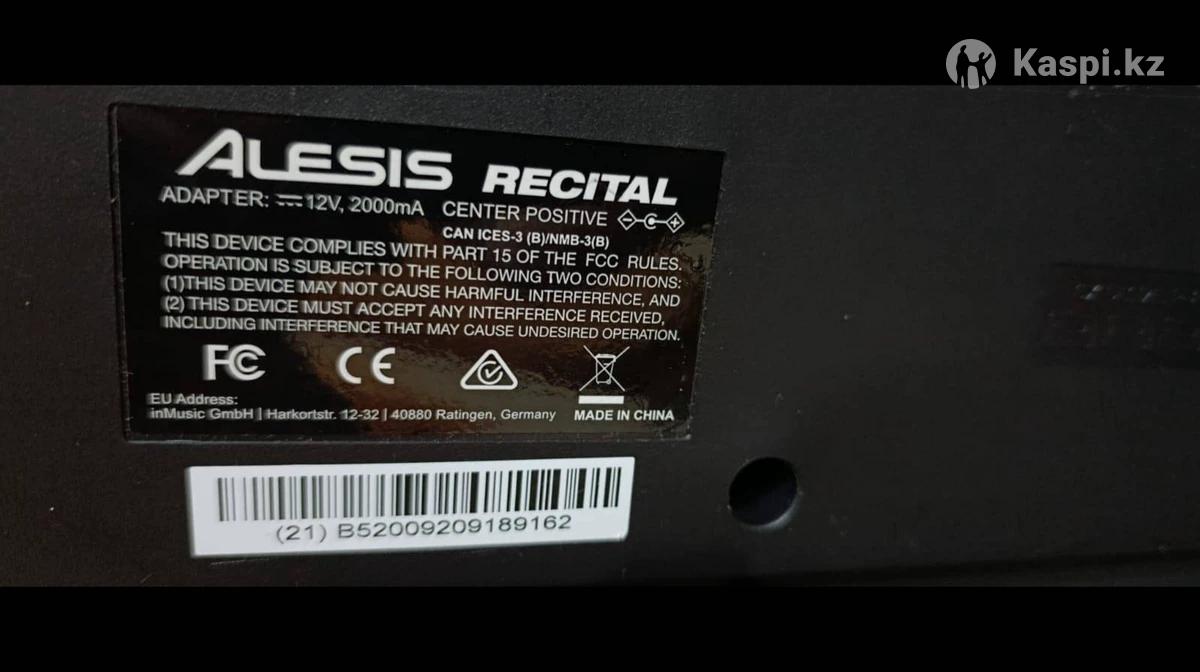 Kaspi.kz
ALESIS RECITAL
ADAPTER: 12V, 2000mA CENTER POSITIVE
CAN ICES-3 (B)/NMB-3(B)
THIS DEVICE COMPLIES WITH PART 15 OF THE FCC RULES.
OPERATION IS SUBJECT TO THE FOLLOWING TWO CONDITIONS:
(1)THIS DEVICE MAY NOT CAUSE HARMFUL INTERFERENCE, AND
(2) THIS DEVICE MUST ACCEPT ANY INTERFERENCE RECEIVED,
INCLUDING INTERFERENCE THAT MAY CAUSE UNDESIRED OPERATION.
FC CE
EU Address:
inMusic GmbH | Harkortstr. 12-32 | 40880 Ratingen, Germany MADE IN CHINA
(21) B52009209189162